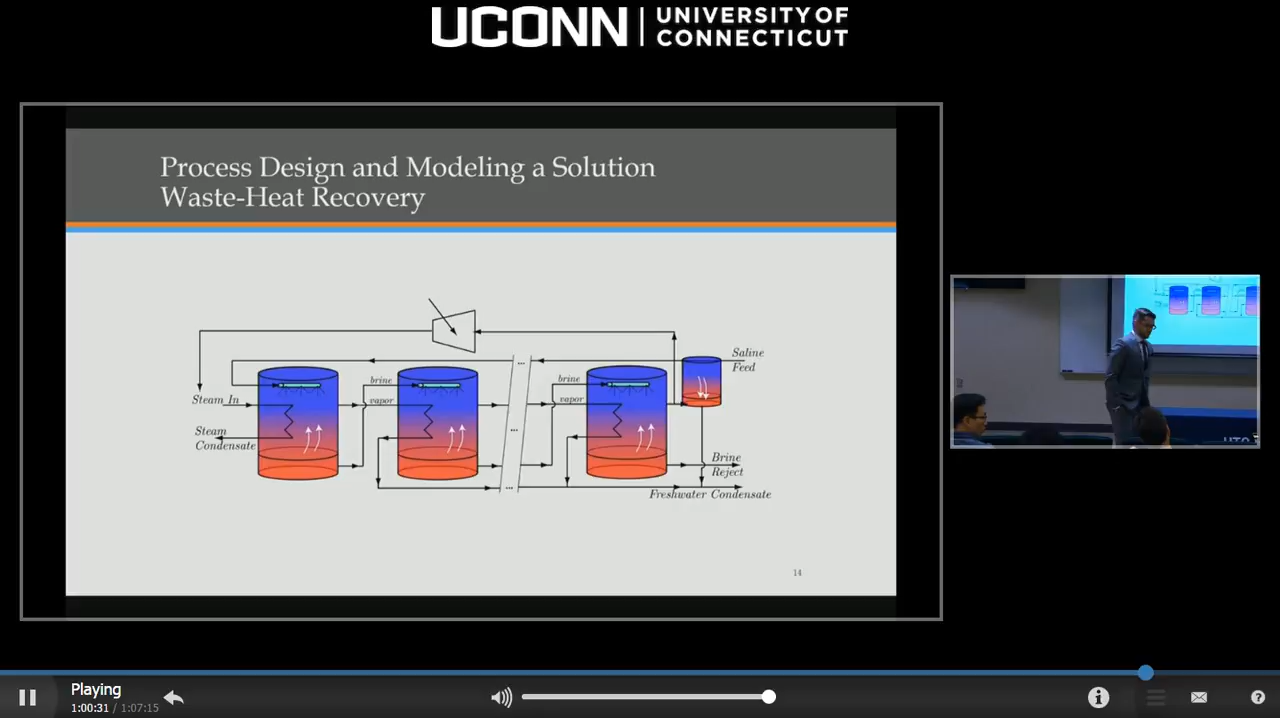 UCONN
UNIVERSITY OF
CONNECTICUT
Process Design and Modeling a Solution
Waste-Heat Recovery
Saline
Feed
brine
brine
Steam In
vapor
vapor
Steam
Condensate
...
...
...
Brine
Reject
Freshwater Condensate
14
Playing
1:00:31 / 1:07:15